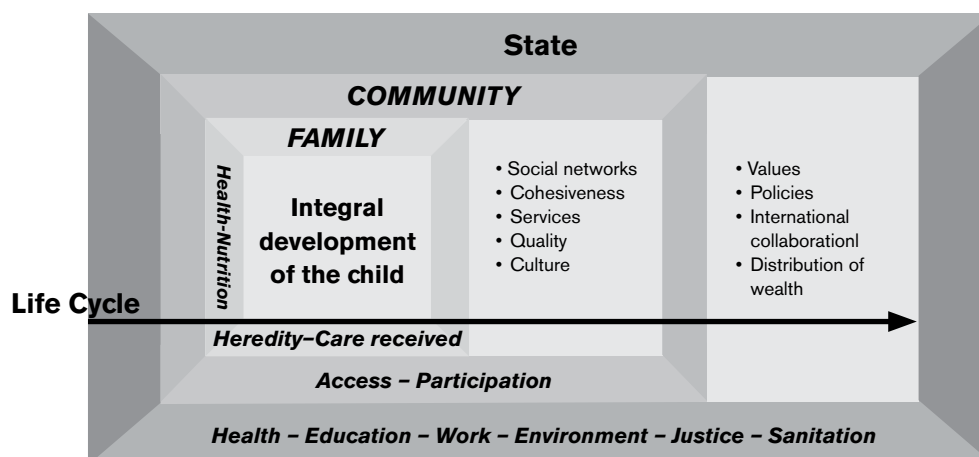 State
COMMUNITY
FAMILY
Health-Nutrition
Integral
development
of the child
• Social networks
• Cohesiveness
• Services
• Quality
• Culture
• Values
• Policies
• International
collaborationl
• Distribution of
wealth
Life Cycle
Heredity–Care received
Access – Participation
Health – Education – Work – Environment – Justice – Sanitation